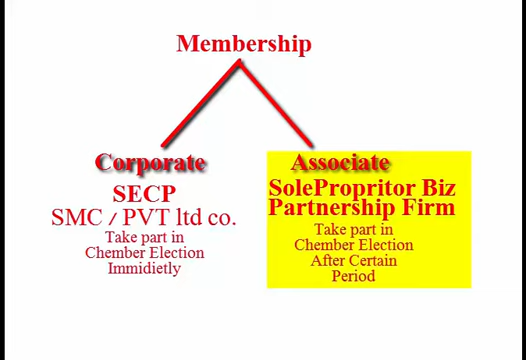 Membership
Corporate
SECP
SMC / PVT ltd co.
Take part in
Chember Election
Immidietly
Associate
SolePropritor Biz
Partnership Firm
Take part in
Chember Election
After Certain
Period